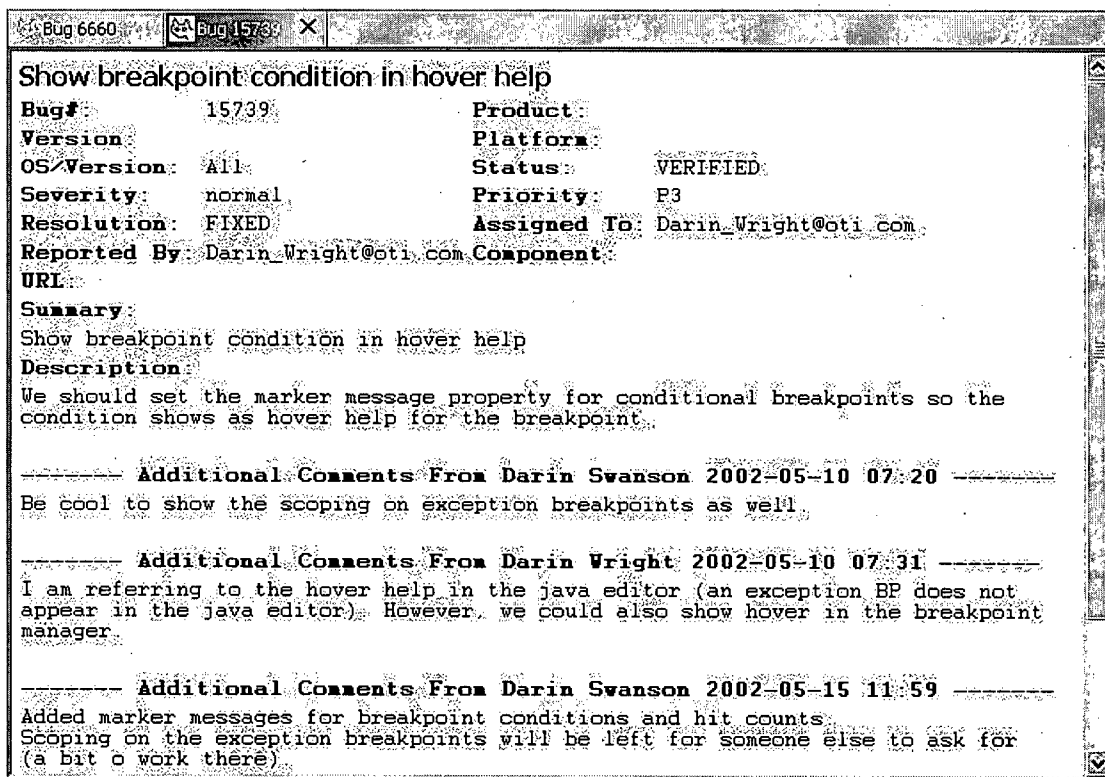 Bug 6660 Bug 15739
Show breakpoint condition in hover help
Bug#: 15739 Product:
Version: Platform:
OS/Version: All Status: VERIFIED
Severity: normal Priority: P3
Resolution: FIXED Assigned To: Darin_Wright@oti.com
Reported By: Darin_Wright@oti.com Component:
URL:
Summary:
Show breakpoint condition in hover help
Description:
We should set the marker message property for conditional breakpoints so the
condition shows as hover help for the breakpoint.
------- Additional Comments From Darin Swanson 2002-05-10 07:20 -------
Be cool to show the scoping on exception breakpoints as well.
------- Additional Comments From Darin Wright 2002-05-10 07:31 -------
I am referring to the hover help in the java editor (an exception BP does not
appear in the java editor). However, we could also show hover in the breakpoint
manager.
------- Additional Comments From Darin Swanson 2002-05-15 11:59 -------
Added marker messages for breakpoint conditions and hit counts.
Scoping on the exception breakpoints will be left for someone else to ask for
(a bit o work there).